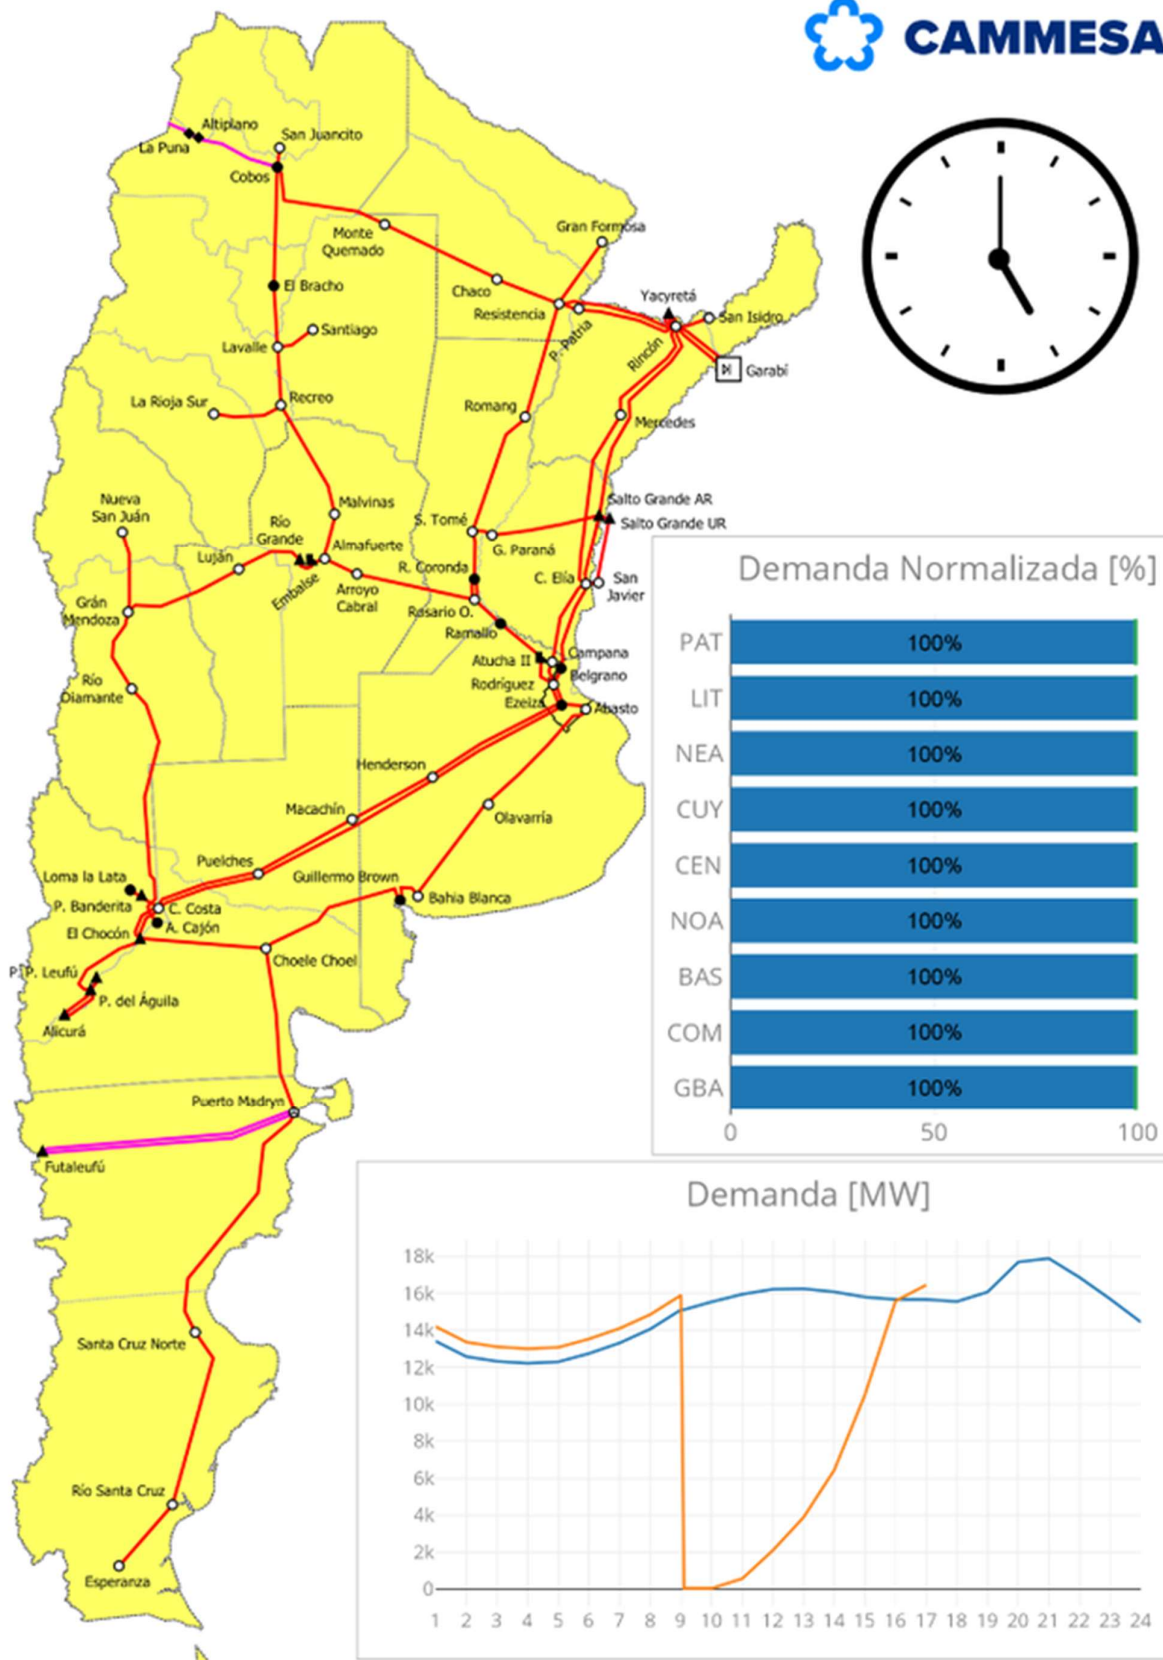 CAMMESA
Altiplano
La Puna
San Juancito
Cobos
Monte
Quemado
Gran Formosa
El Bracho
Chaco
Resistencia
P. Patria
Yacyretá
San Isidro
Rincón
Garabí
Santiago
Lavalle
La Rioja Sur
Recreo
Romang
Mercedes
Nueva
San Juán
Río
Grande
Malvinas
Almafuerte
Luján
Embalse
Arroyo
Cabral
S. Tomé
G. Paraná
Salto Grande AR
Salto Grande UR
R. Coronda
C. Elía
San
Javier
Grán
Mendoza
Rosario O.
Ramallo
Atucha II
Campana
Belgrano
Rodríguez
Ezeiza
Abasto
Río
Diamante
Henderson
Macachín
Olavarría
Puelches
Loma la Lata
Guillermo Brown
P. Banderita
C. Costa
Bahia Blanca
A. Cajón
El Chocón
Choele Choel
P. P. Leufú
P. del Águila
Alicurá
Puerto Madryn
Futaleufú
Santa Cruz Norte
Río Santa Cruz
Esperanza
Demanda Normalizada [%]
PAT 100%
LIT 100%
NEA 100%
CUY 100%
CEN 100%
NOA 100%
BAS 100%
COM 100%
GBA 100%
0 50 100
Demanda [MW]
18k
16k
14k
12k
10k
8k
6k
4k
2k
0
1 2 3 4 5 6 7 8 9 10 11 12 13 14 15 16 17 18 19 20 21 22 23 24